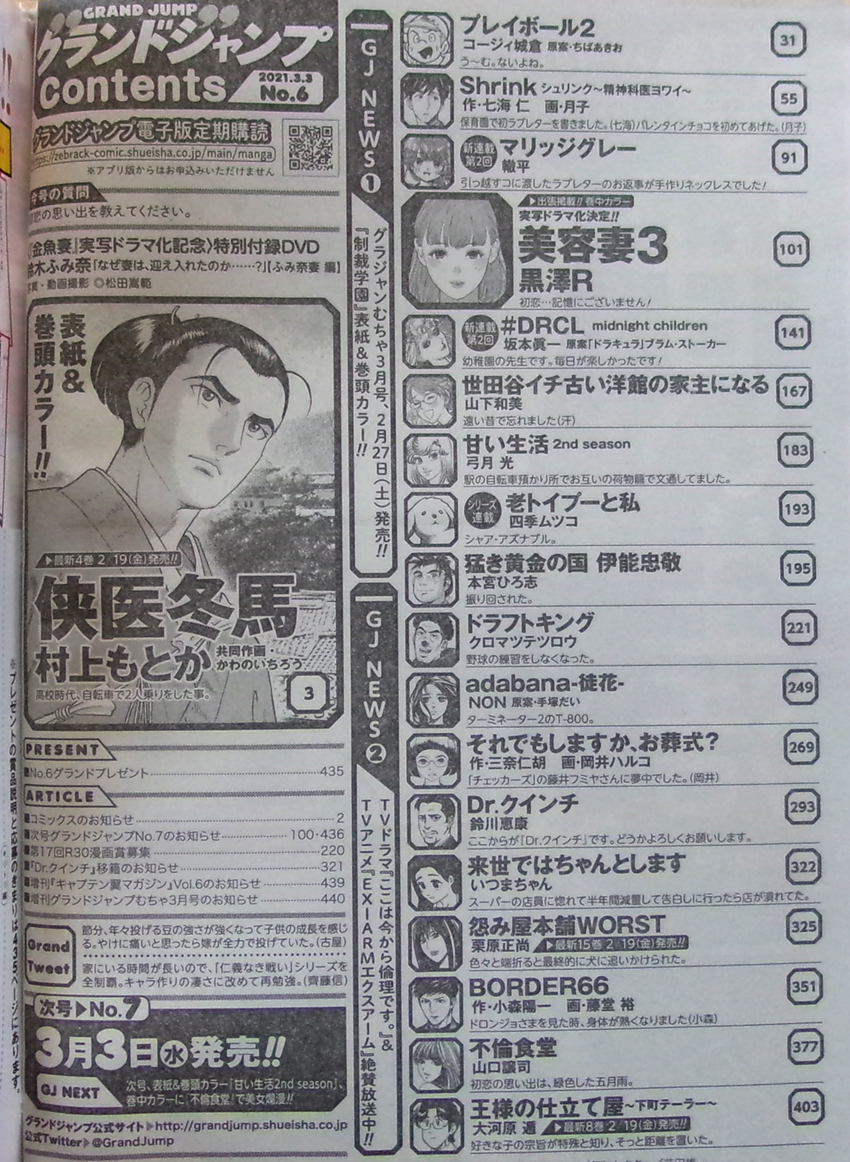 GRAND JUMP
グランドジャンプ
Contents
2021.3.3
No.6
グランドジャンプ電子版定期購読
https://zebrack-comic.shueisha.co.jp/main/manga
※アプリ版からはお申込みいただけません
今号の質問
初恋の思い出を教えてください。
『金魚妻』実写ドラマ化記念〉特別付録DVD
鈴木ふみ奈「なぜ妻は、迎え入れたのか……?」【ふみ奈妻 編】
写真・動画撮影 ◎松田嵩範
表紙&
巻頭カラー!!
▶最新4巻 2/19(金)発売!!
侠医冬馬
村上もとか
共同作画・
かわのいちろう
高校時代、自転車で2人乗りをした事。
3
PRESENT
■No.6グランドプレゼント……435
ARTICLE
■コミックスのお知らせ……2
■次号グランドジャンプNo.7のお知らせ……100・436
■第17回R30漫画賞募集……220
■『Dr.クインチ』移籍のお知らせ……321
■増刊『キャプテン翼マガジン』Vol.6のお知らせ……439
■増刊グランドジャンプむちゃ3月号のお知らせ……440
Grand
Tweet
節分、年々投げる豆の強さが強くなって子供の成長を感じ
る。やけに痛いと思ったら嫁が全力で投げていた。(古屋)
家にいる時間が長いので、「仁義なき戦い」シリーズを
全制覇。キャラ作りの凄さに改めて再勉強。(齊藤信)
次号▶No.7
3月3日㊌発売!!
GJ NEXT
次号、表紙&巻頭カラー『甘い生活2nd season』、
巻中カラーに『不倫食堂』で美女爛漫!!
グランドジャンプ公式サイト▶http://grandjump.shueisha.co.jp
公式Twitter▶@GrandJump
※プレゼントの賞品説明と記事のきまりは435ページにあります。
GJ NEWS①
グラジャンむちゃ3月号、2月27日(土)発売!!
『制裁学園』表紙&巻頭カラー!!
GJ NEWS②
TVドラマ『ここは今から倫理です。』&
TVアニメ『EXIARMエクスアーム』絶賛放送中!!
プレイボール2
コージィ城倉 原案・ちばあきお
う〜む。ないよね。
31
Shrink シュリンク〜精神科医ヨワイ〜
作・七海 仁 画・月子
保育園で初ラブレターを書きました。(七海)バレンタインチョコを初めてあげた。(月子)
55
新連載
第2回
マリッジグレー
轍平
引っ越すコに渡したラブレターのお返事が手作りネックレスでした!
91
▶出張掲載!! 巻中カラー
実写ドラマ化決定!!
美容妻3
黒澤R
初恋…記憶にございません!
101
新連載
第2回
#DRCL midnight children
坂本眞一 原案「ドラキュラ」ブラム・ストーカー
幼稚園の先生です。毎日が楽しかったです!
141
世田谷イチ古い洋館の家主になる
山下和美
遠い昔で忘れました(汗)
167
甘い生活 2nd season
弓月 光
駅の自転車預かり所でお互いの荷物籠で文通してました。
183
シリーズ
連載
老トイプーと私
四季ムツコ
シャア・アズナブル。
193
猛き黄金の国 伊能忠敬
本宮ひろ志
振り回された。
195
ドラフトキング
クロマツテツロウ
野球の練習をしなくなった。
221
adabana-徒花-
NON 原案・手塚だい
ターミネーター2のT-800。
249
それでもしますか、お葬式?
作・三奈仁胡 画・岡井ハルコ
「チェッカーズ」の藤井フミヤさんに夢中でした。(岡井)
269
Dr.クインチ
鈴川恵康
ここからが『Dr.クインチ』です。どうかよろしくお願いします。
293
来世ではちゃんとします
いつまちゃん
スーパーの店員に惚れて半年間減量して告白しに行ったら店が潰れてた。
322
怨み屋本舗WORST
栗原正尚 ▶最新15巻 2/19(金)発売!!
色々と端折ると最終的に犬に追いかけられた。
325
BORDER66
作・小森陽一 画・藤堂 裕
ドロンジョさまを見た時、身体が熱くなりました(小森)
351
不倫食堂
山口譲司
初恋の思い出は、緑色した五月雨。
377
王様の仕立て屋〜下町テーラー〜
大河原 遁 ▶最新8巻 2/19(金)発売!!
好きな子の宗旨が特殊と知り、そっと距離を置いた。
403